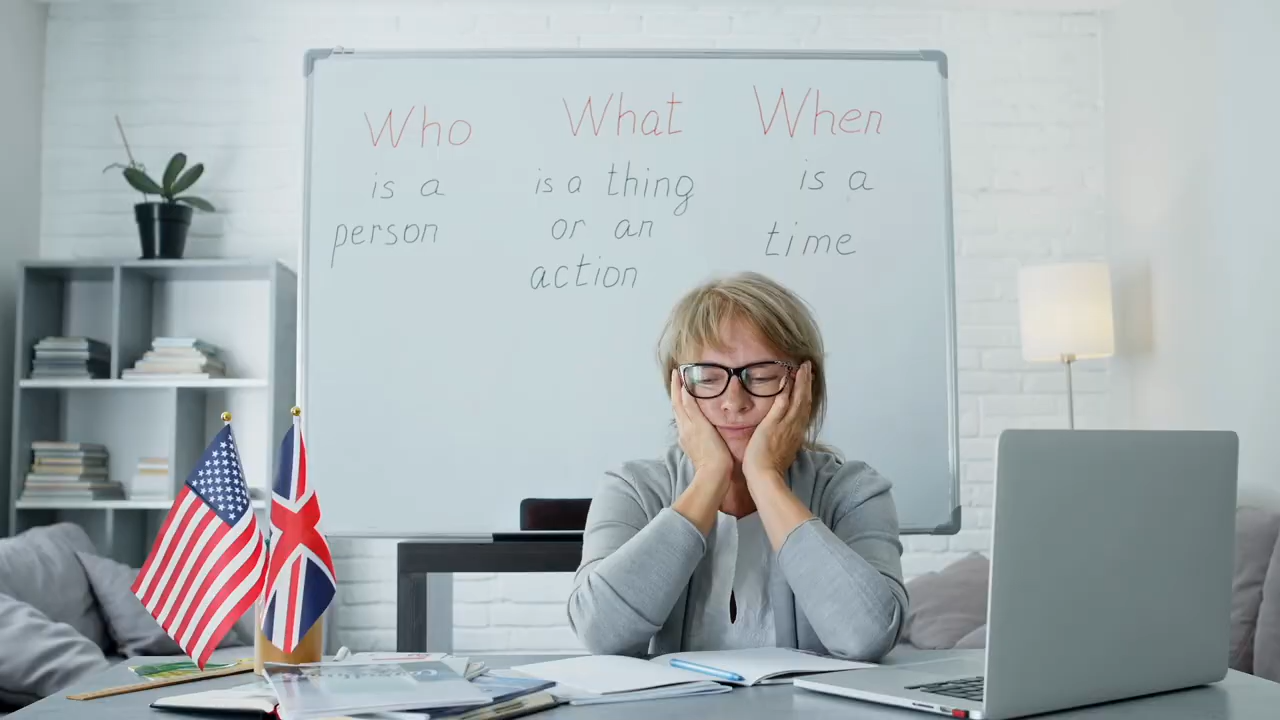 Who
is a
person
What
is a thing
or an
action
When
is a
time